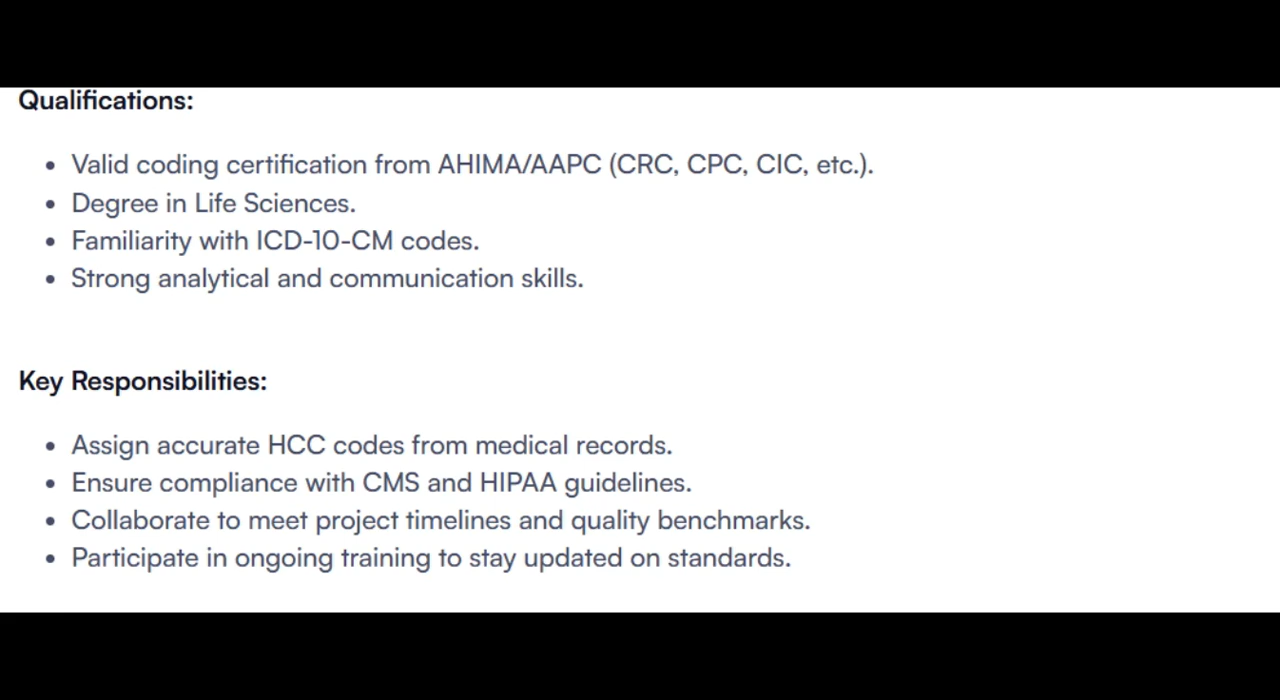 Qualifications:
• Valid coding certification from AHIMA/AAPC (CRC, CPC, CIC, etc.).
• Degree in Life Sciences.
• Familiarity with ICD-10-CM codes.
• Strong analytical and communication skills.
Key Responsibilities:
• Assign accurate HCC codes from medical records.
• Ensure compliance with CMS and HIPAA guidelines.
• Collaborate to meet project timelines and quality benchmarks.
• Participate in ongoing training to stay updated on standards.